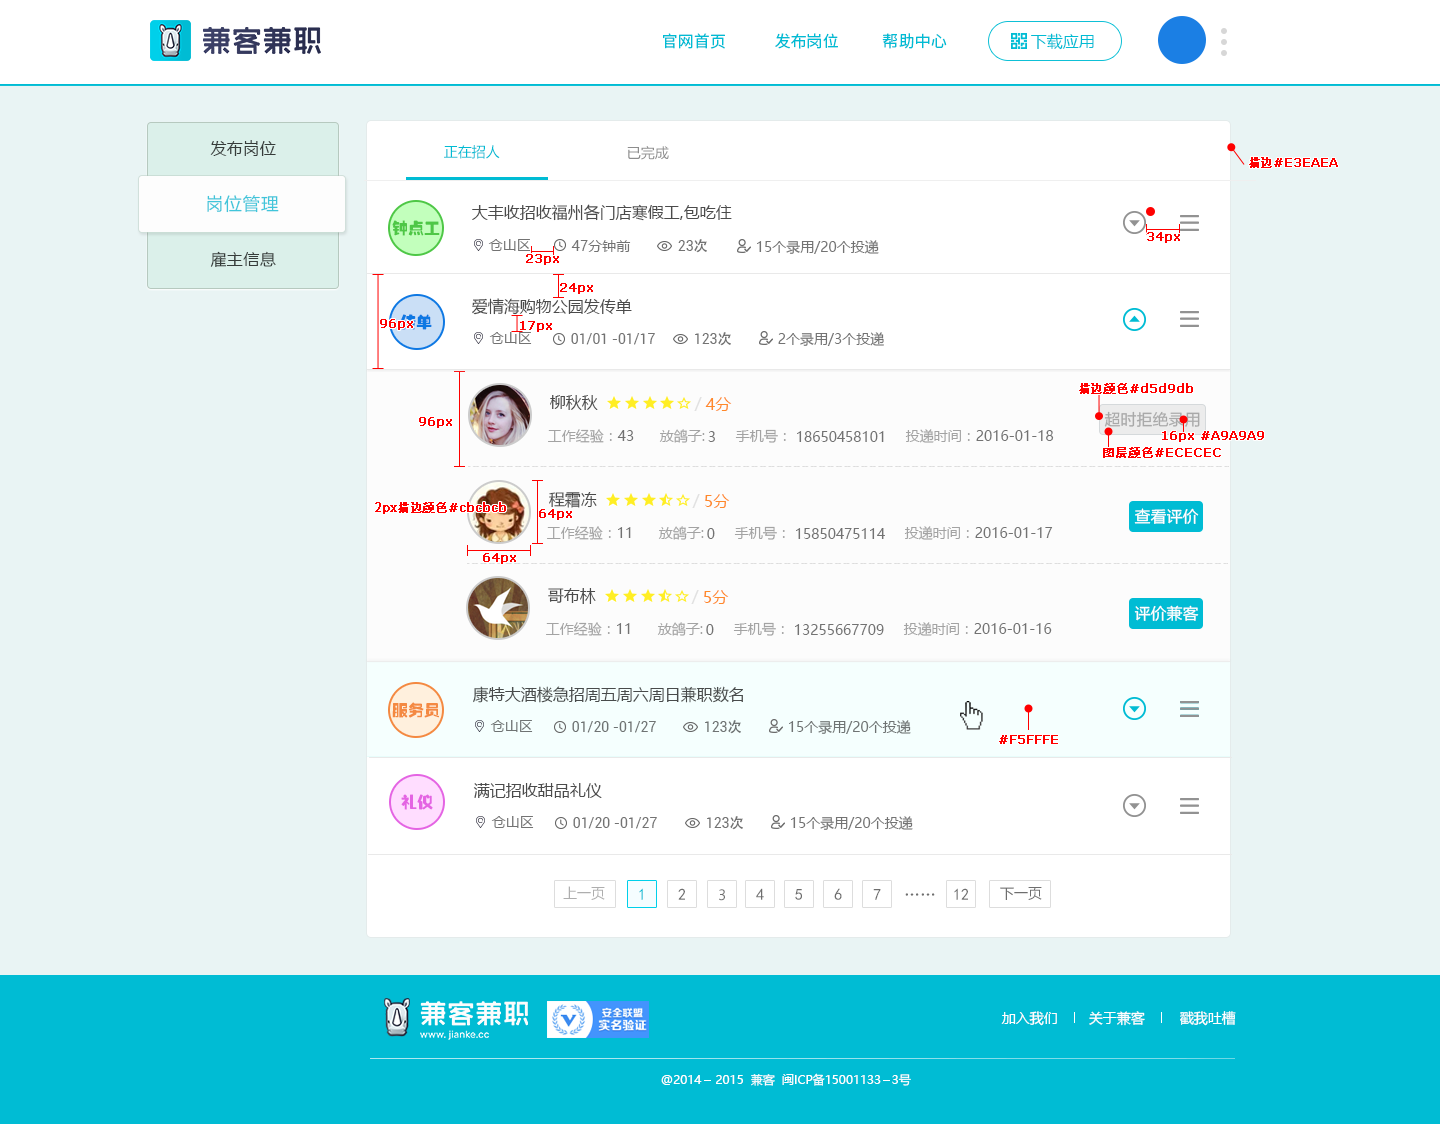 兼客兼职
官网首页
发布岗位
帮助中心
下载应用
发布岗位
岗位管理
雇主信息
正在招人
已完成
描边#E3EAEA
钟点工
大丰收招收福州各门店寒假工,包吃住
仓山区
47分钟前
23次
15个录用/20个投递
23px
34px
传单
爱情海购物公园发传单
仓山区
01/01 -01/17
123次
2个录用/3个投递
96px
24px
17px
柳秋秋
/ 4分
工作经验：43
放鸽子: 3
手机号： 18650458101
投递时间：2016-01-18
超时拒绝录用
96px
描边颜色#d5d9db
16px #A9A9A9
图层颜色#ECECEC
程霜冻
/ 5分
工作经验：11
放鸽子: 0
手机号： 15850475114
投递时间：2016-01-17
查看评价
2px描边颜色#cbcbcb
64px
64px
哥布林
/ 5分
工作经验：11
放鸽子: 0
手机号： 13255667709
投递时间：2016-01-16
评价兼客
服务员
康特大酒楼急招周五周六周日兼职数名
仓山区
01/20 -01/27
123次
15个录用/20个投递
#F5FFFE
礼仪
满记招收甜品礼仪
仓山区
01/20 -01/27
123次
15个录用/20个投递
上一页
1
2
3
4
5
6
7
······
12
下一页
兼客兼职
www.jianke.cc
安全联盟
实名验证
加入我们
关于兼客
戳我吐槽
@2014– 2015 兼客 闽ICP备15001133–3号